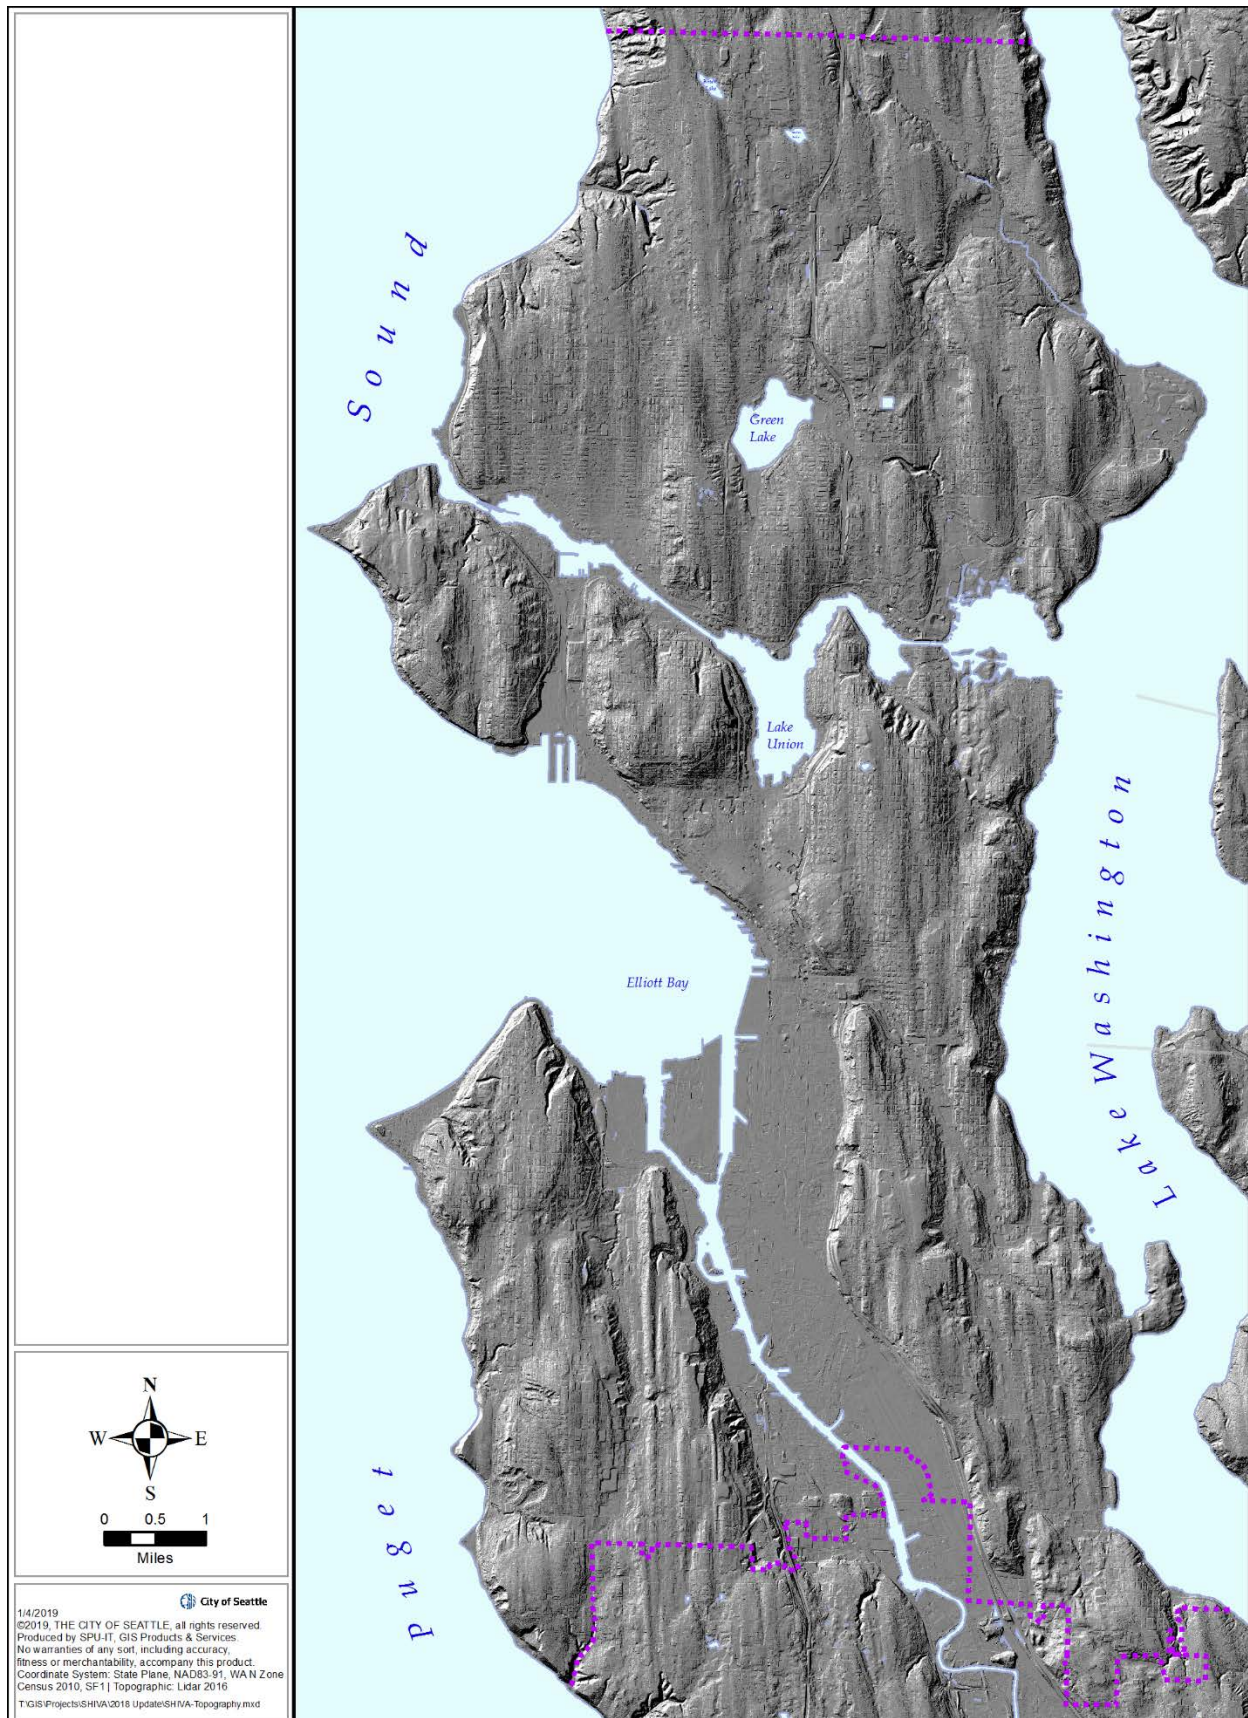 Sound
Green
Lake
Lake
Union
Lake Washington
Elliott Bay
Puget
N
W
E
S
0 0.5 1
Miles
City of Seattle
1/4/2019
©2019, THE CITY OF SEATTLE, all rights reserved.
Produced by SPU-IT, GIS Products & Services.
No warranties of any sort, including accuracy,
fitness or merchantability, accompany this product.
Coordinate System: State Plane, NAD83-91, WA N Zone
Census 2010, SF1 | Topographic: Lidar 2016
T:\GIS\Projects\SHIVA\2018 Update\SHIVA-Topography.mxd